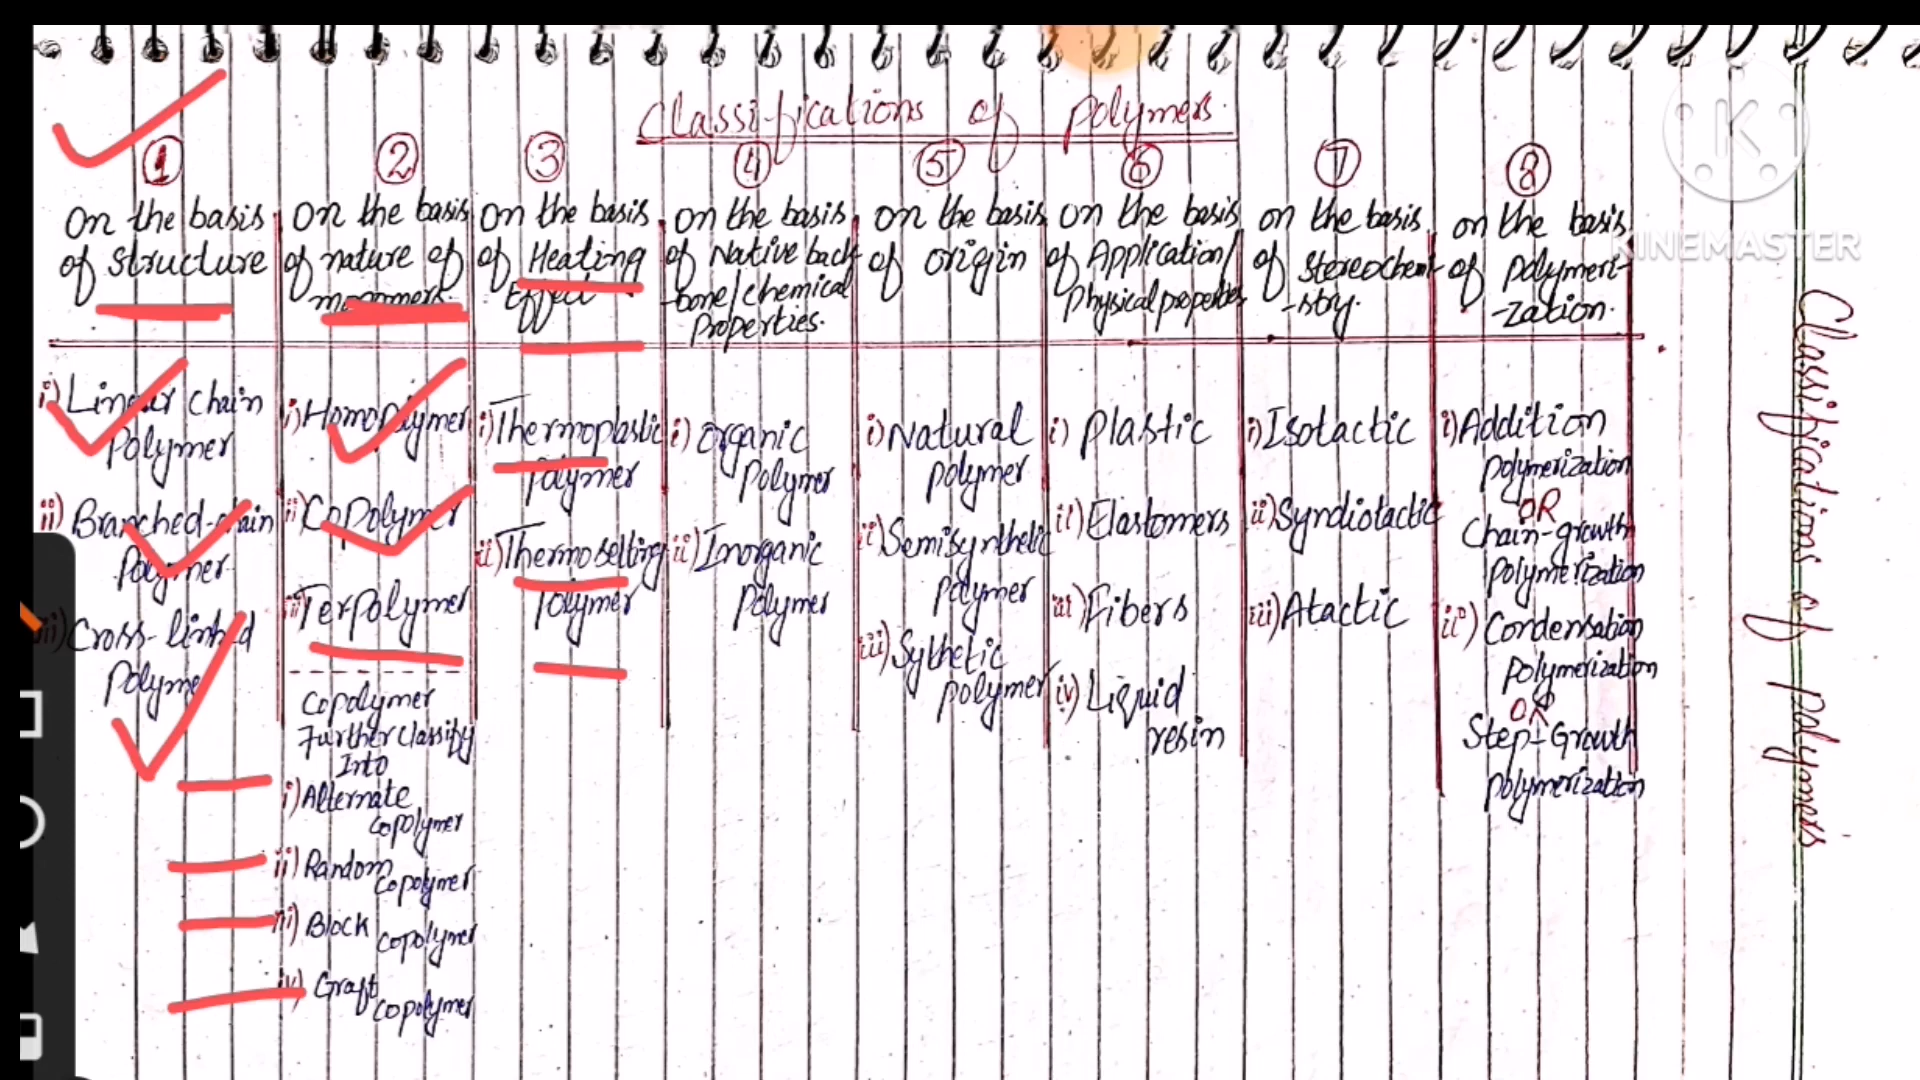 Classifications of Polymers.
1
On the basis
of structure
i) Linear chain
Polymer
ii) Branched-chain
Polymer
iii) Cross-linked
Polymer
2
On the basis
of nature of
monomers.
i) Homopolymer
ii) Copolymer
iii) Terpolymer
Copolymer
Further classify
Into
i) Alternate
copolymer
ii) Random
copolymer
iii) Block
copolymer
iv) Graft
copolymer
3
On the basis
of Heating
Effect
i) Thermoplastic
Polymer
ii) Thermosetting
Polymer
4
on the basis
of Native back
-bone/chemical
Properties.
i) Organic
Polymer
ii) Inorganic
Polymer
5
on the basis
of origin
i) Natural
polymer
ii) Semisynthetic
Polymer
iii) Sythetic
polymer
6
on the basis
of Application/
Physical properties
i) Plastic
ii) Elastomers
iii) Fibers
iv) Liquid
resin
7
on the basis
of Stereochemi
-stry.
i) Isotactic
ii) Syndiotactic
iii) Atactic
8
on the basis
of Polymeri-
-zation.
i) Addition
polymerization
OR
Chain-growth
polymerization
ii) Condensation
polymerization
OR
Step-Growth
polymerization
Classifications of Polymers
K
KINEMASTER